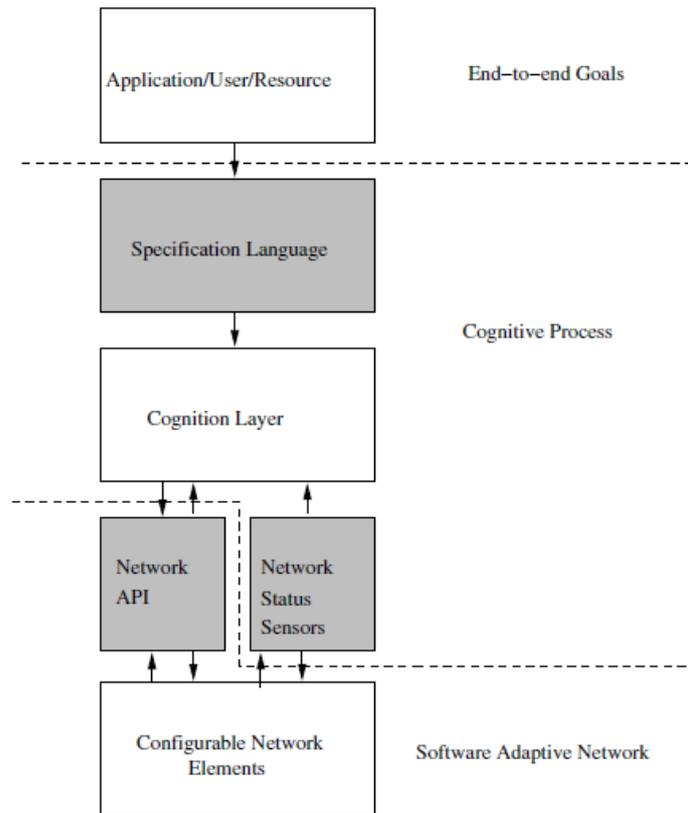 Application/User/Resource
End−to−end Goals
Specification Language
Cognitive Process
Cognition Layer
Network
API
Network
Status
Sensors
Configurable Network
Elements
Software Adaptive Network